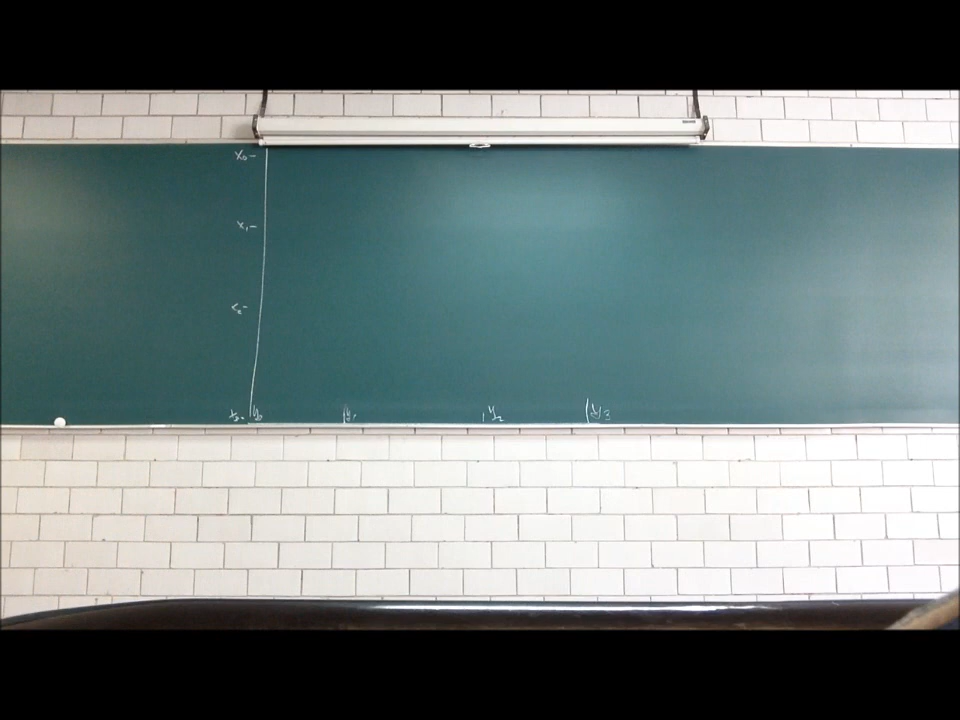 x₀ –
x₁ –
x₂ –
x₃ – y₀ y₁ y₂ y₃